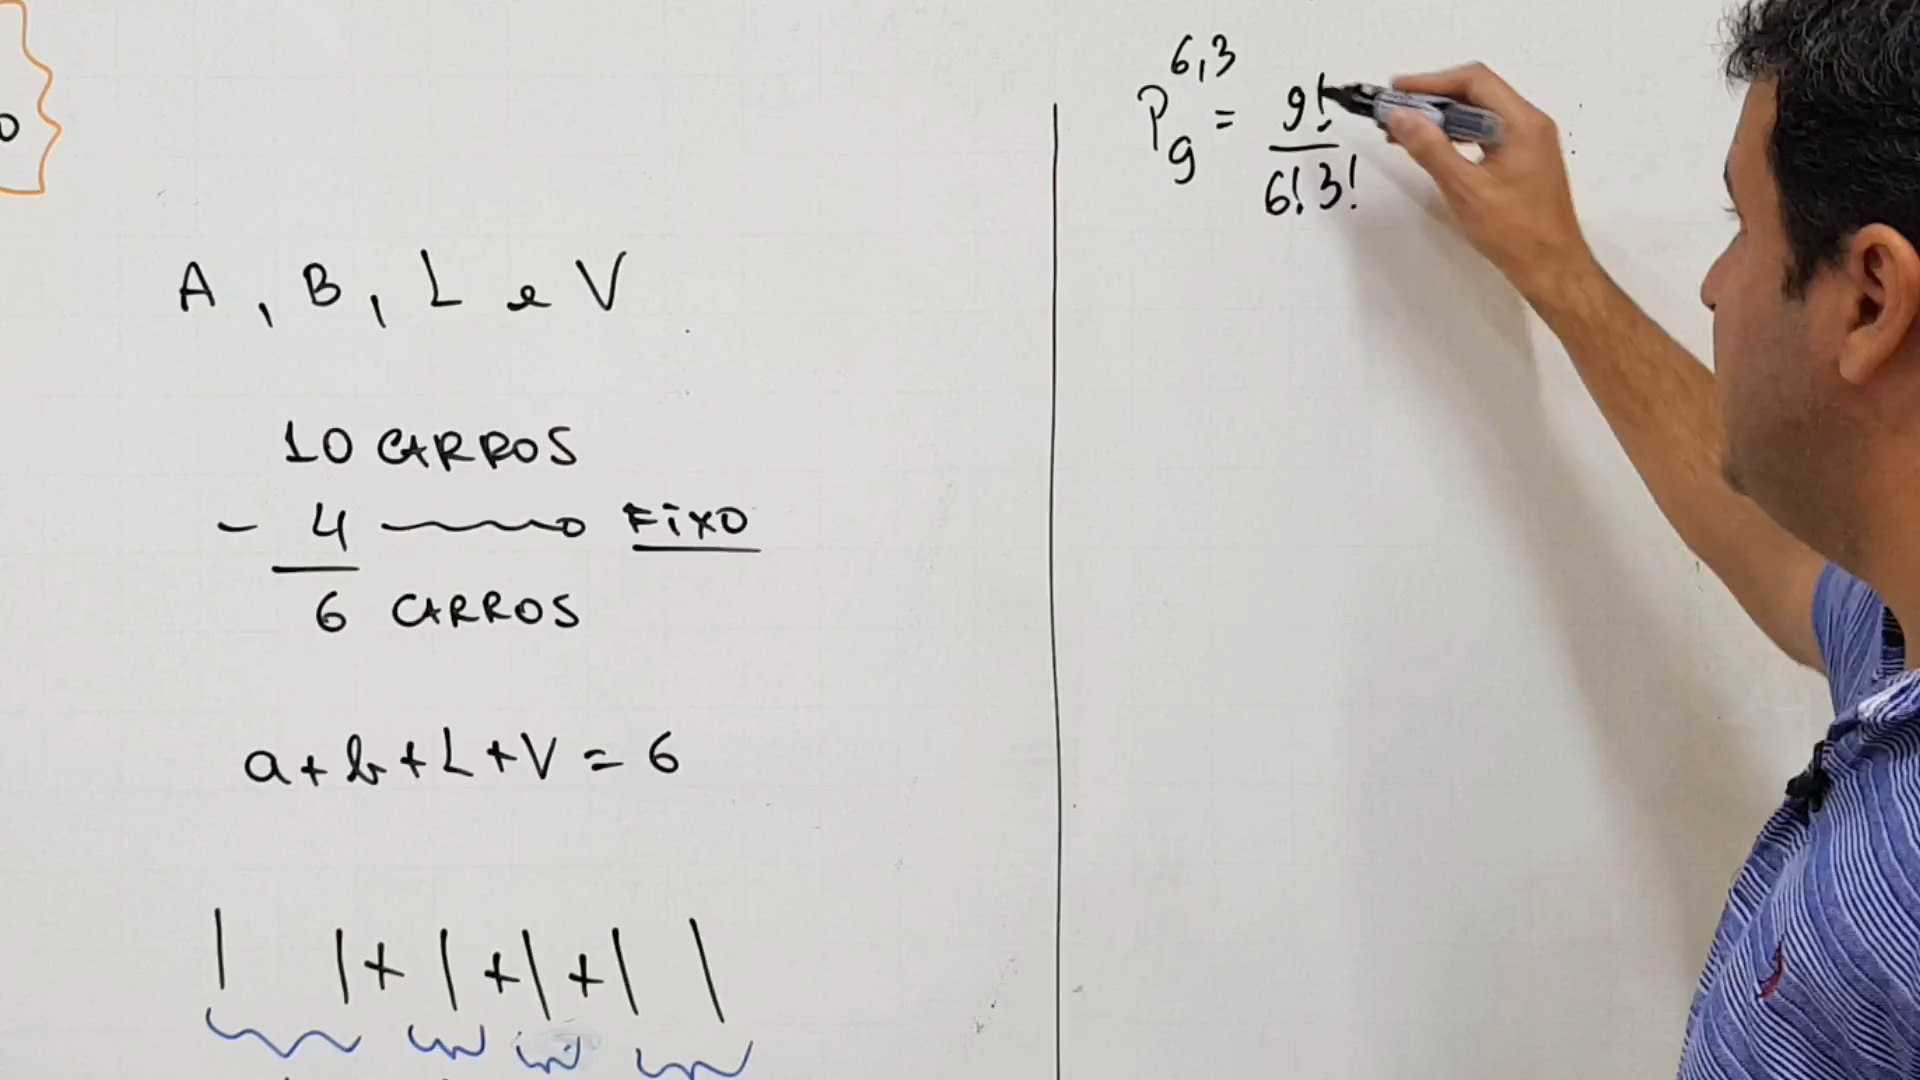 O
A, B, L e V
10 CARROS
- 4 FIXO
6 CARROS
a+b+L+V=6
| |+|+|+| |
P₉^{6,3} = 9!/6!3!